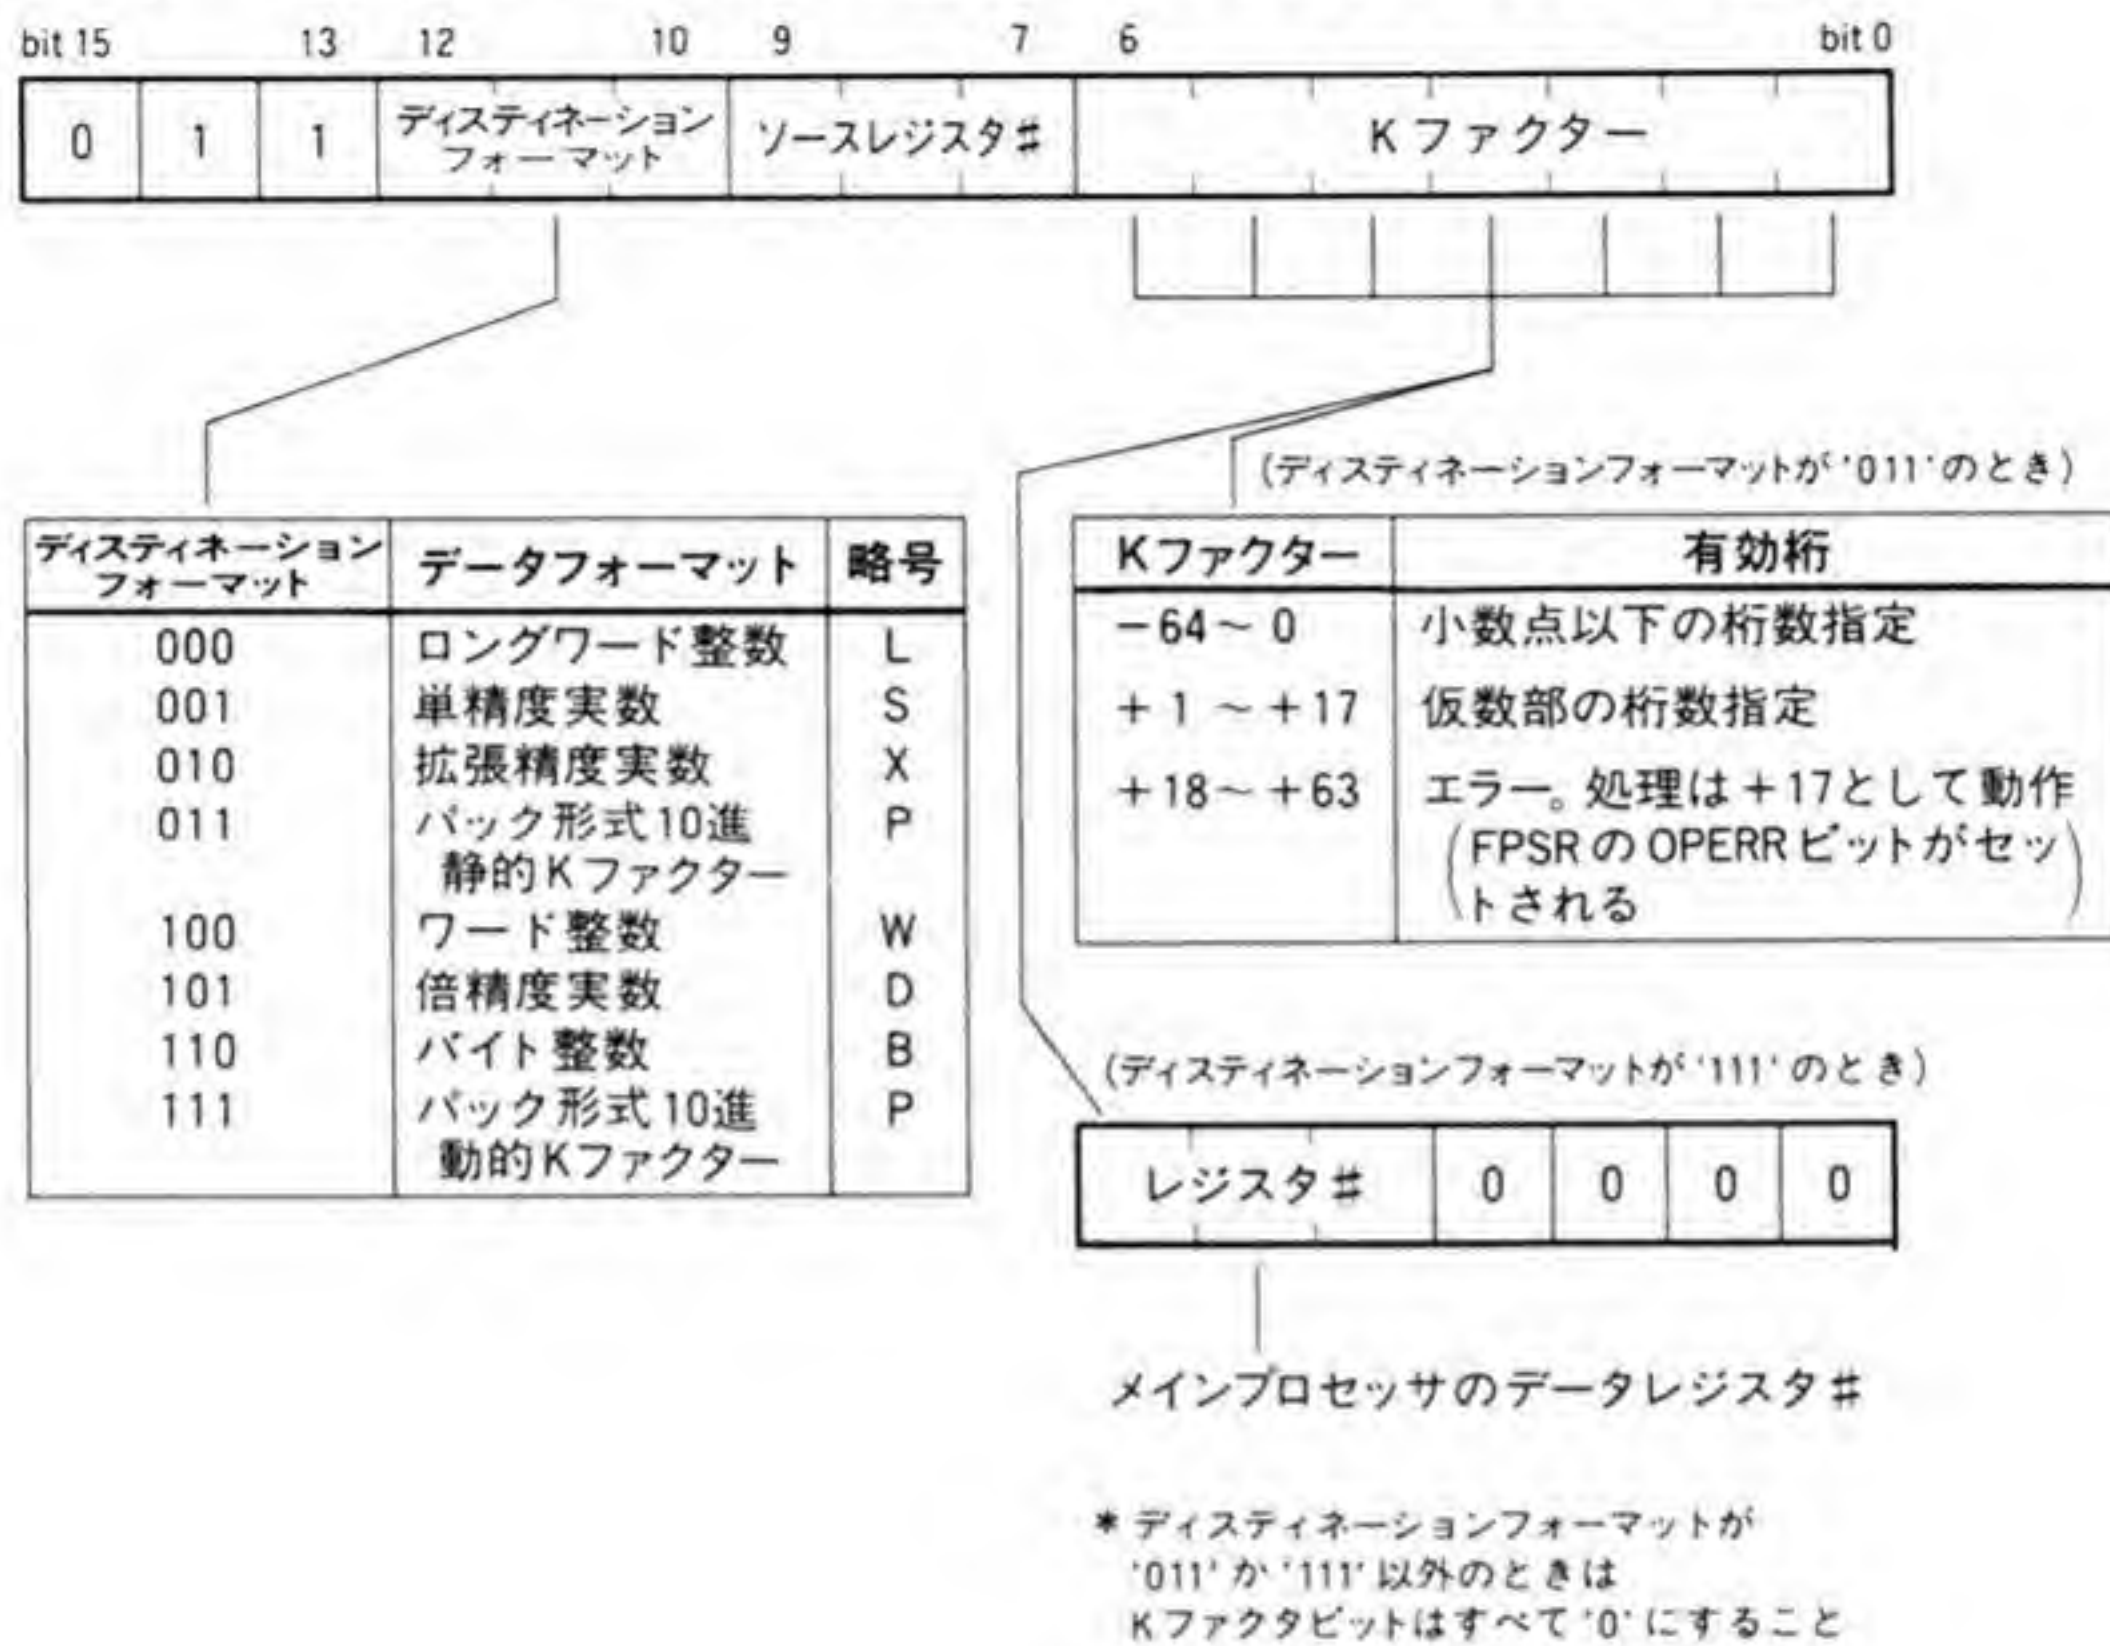 bit 15 13 12 10 9 7 6 bit 0
0 1 1 ディスティネーション フォーマット ソースレジスタ# Kファクター
(ディスティネーションフォーマットが'011'のとき)
ディスティネーション フォーマット データフォーマット 略号
000 ロングワード整数 L
001 単精度実数 S
010 拡張精度実数 X
011 パック形式10進 P
静的Kファクター
100 ワード整数 W
101 倍精度実数 D
110 バイト整数 B
111 パック形式10進 P
動的Kファクター
Kファクター 有効桁
-64~0 小数点以下の桁数指定
+1~+17 仮数部の桁数指定
+18~+63 エラー。処理は+17として動作
(FPSRのOPERRビットがセッ
トされる)
(ディスティネーションフォーマットが'111'のとき)
レジスタ# 0 0 0 0
メインプロセッサのデータレジスタ#
* ディスティネーションフォーマットが
'011'か'111'以外のときは
Kファクタビットはすべて'0'にすること